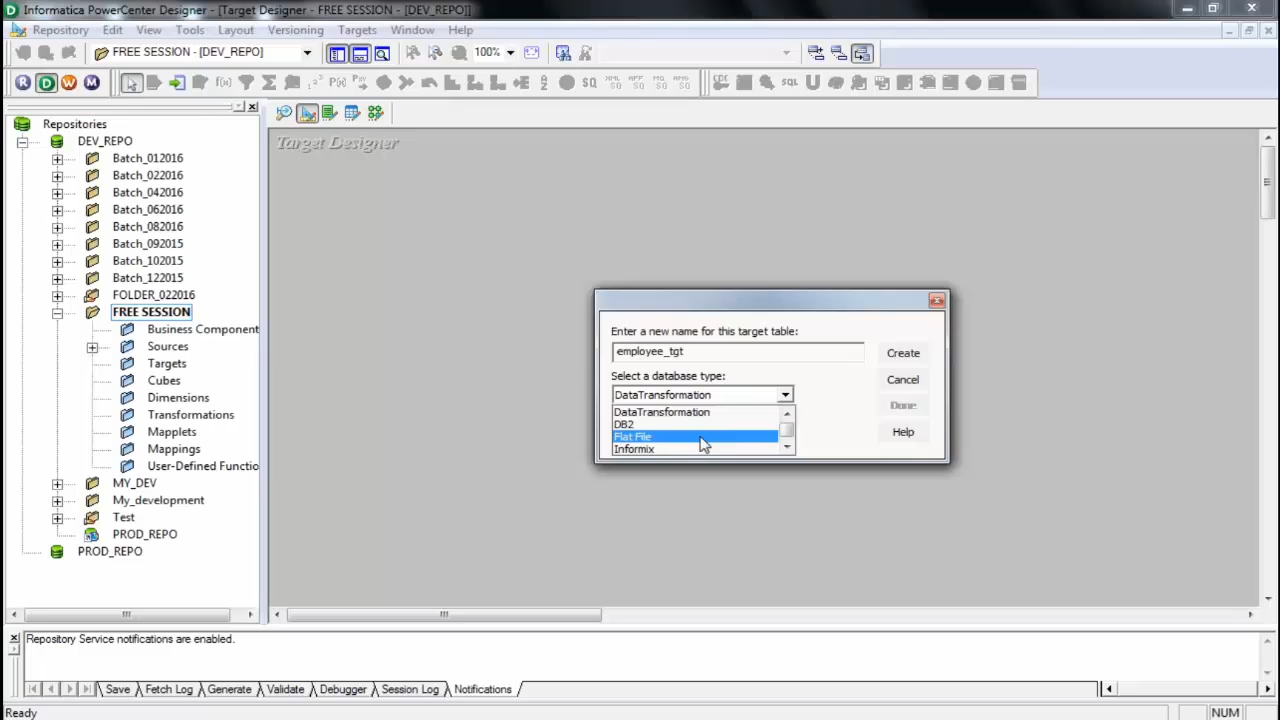 Informatica PowerCenter Designer - [Target Designer - FREE SESSION - [DEV_REPO]]
Repository Edit View Tools Layout Versioning Targets Window Help
FREE SESSION - [DEV_REPO] 100%
R D W M f(x) SQ SQL U
Repositories
DEV_REPO
Batch_012016
Batch_022016
Batch_042016
Batch_062016
Batch_082016
Batch_092015
Batch_102015
Batch_122015
FOLDER_022016
FREE SESSION
Business Component
Sources
Targets
Cubes
Dimensions
Transformations
Mapplets
Mappings
User-Defined Functio
MY_DEV
My_development
Test
PROD_REPO
PROD_REPO
Target Designer
Enter a new name for this target table:
employee_tgt
Select a database type:
DataTransformation
DataTransformation
DB2
Flat File
Informix
Create
Cancel
Done
Help
Repository Service notifications are enabled.
Save Fetch Log Generate Validate Debugger Session Log Notifications
Ready NUM